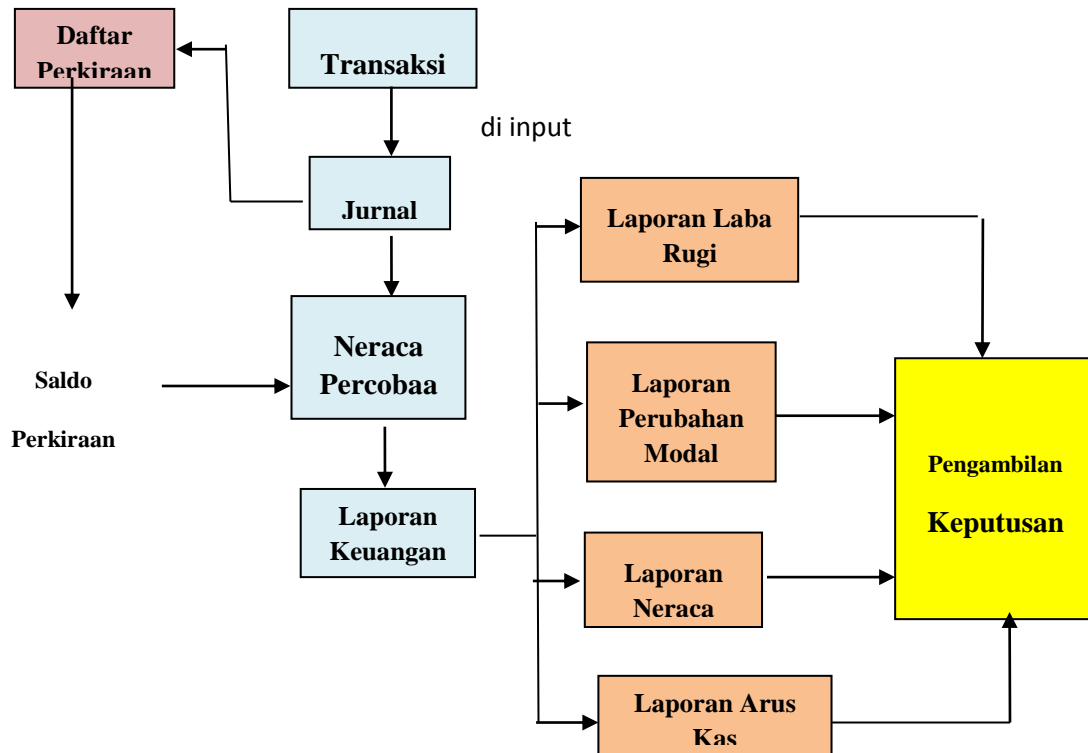 Daftar
Perkiraan
Transaksi
di input
Jurnal
Laporan Laba
Rugi
Neraca
Percobaa
Saldo
Perkiraan
Laporan
Perubahan
Modal
Pengambilan
Keputusan
Laporan
Keuangan
Laporan
Neraca
Laporan Arus
Kas